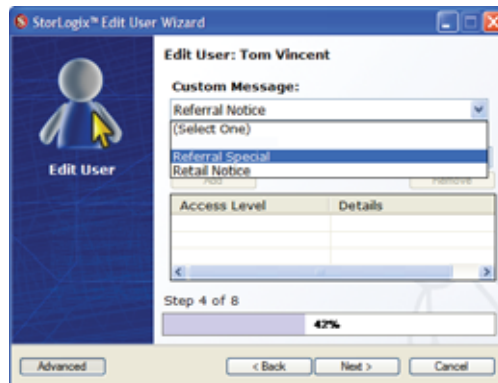 StorLogix™ Edit User Wizard
Edit User: Tom Vincent
Custom Message:
Referral Notice
(Select One)
Referral Special
Retail Notice
Edit User
Add Remove
Access Level Details
Step 4 of 8
42%
Advanced < Back Next > Cancel